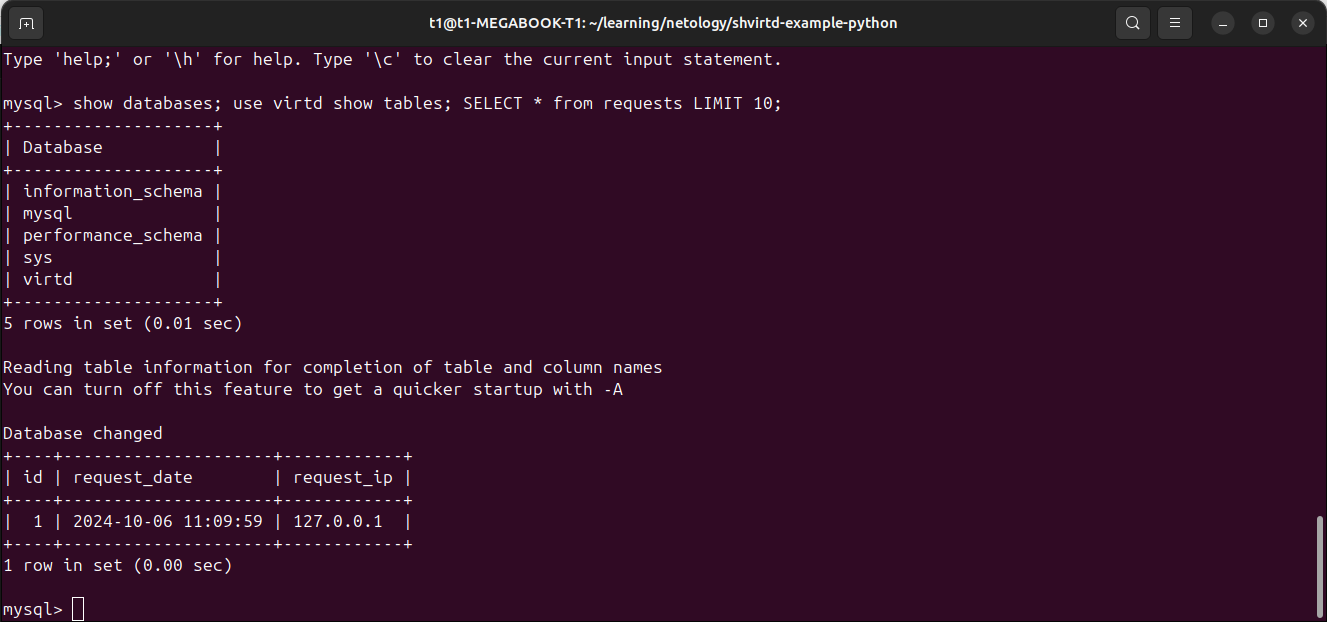 t1@t1-MEGABOOK-T1: ~/learning/netology/shvirtd-example-python
Type 'help;' or '\h' for help. Type '\c' to clear the current input statement.
mysql> show databases; use virtd show tables; SELECT * from requests LIMIT 10;
+--------------------+
| Database           |
+--------------------+
| information_schema |
| mysql              |
| performance_schema |
| sys                |
| virtd              |
+--------------------+
5 rows in set (0.01 sec)
Reading table information for completion of table and column names
You can turn off this feature to get a quicker startup with -A
Database changed
+----+---------------------+------------+
| id | request_date        | request_ip |
+----+---------------------+------------+
|  1 | 2024-10-06 11:09:59 | 127.0.0.1  |
+----+---------------------+------------+
1 row in set (0.00 sec)
mysql>